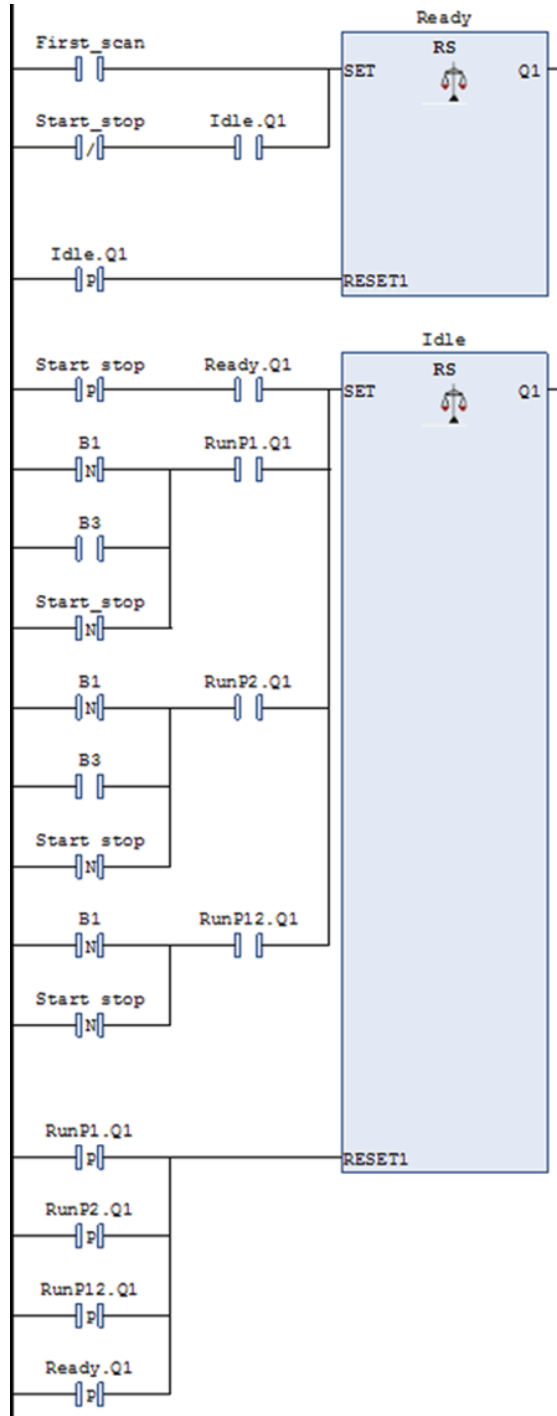 Ready
First_scan
RS
SET Q1
Start_stop Idle.Q1
/
Idle.Q1
P RESET1
Idle
Start stop Ready.Q1
RS
P SET Q1
B1 RunP1.Q1
N
B3
Start_stop
N
B1 RunP2.Q1
N
B3
Start stop
N
B1 RunP12.Q1
N
Start stop
N
RunP1.Q1
P RESET1
RunP2.Q1
P
RunP12.Q1
P
Ready.Q1
P